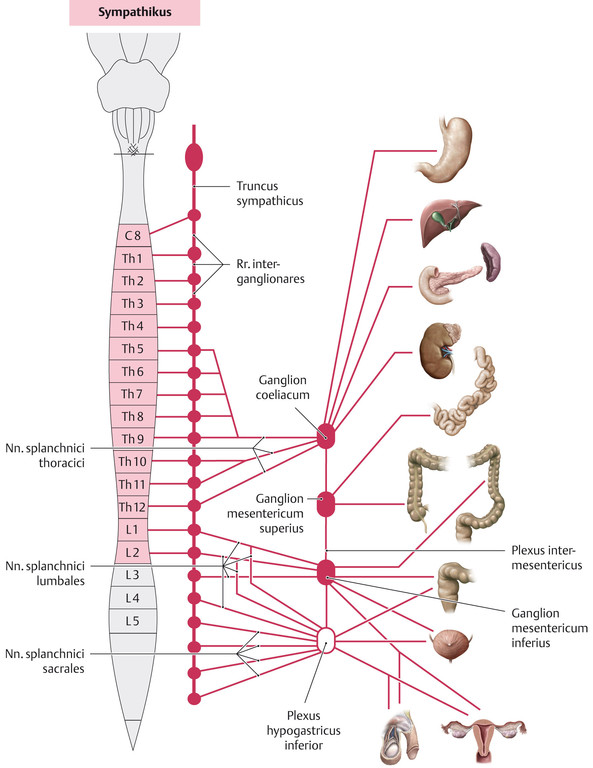 Sympathikus
Truncus
sympathicus
C 8
Th 1
Th 2
Th 3
Th 4
Th 5
Th 6
Th 7
Th 8
Th 9
Th 10
Th 11
Th 12
L 1
L 2
L 3
L 4
L 5
Rr. inter-
ganglionares
Ganglion
coeliacum
Nn. splanchnici
thoracici
Ganglion
mesentericum
superius
Plexus inter-
mesentericus
Nn. splanchnici
lumbales
Ganglion
mesentericum
inferius
Nn. splanchnici
sacrales
Plexus
hypogastricus
inferior